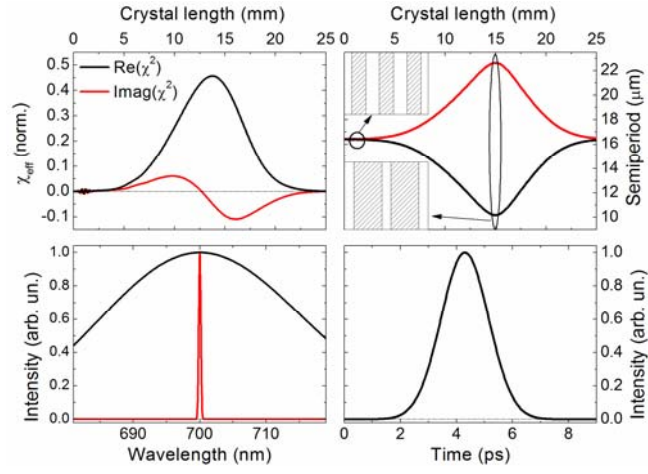 Crystal length (mm)
0 5 10 15 20 25
0.5
0.4
0.3
0.2
0.1
0.0
-0.1
χeff (norm.)
Re(χ²)
Imag(χ²)
Crystal length (mm)
0 5 10 15 20 25
22
20
18
16
14
12
10
Semiperiod (μm)
1.0
0.8
0.6
0.4
0.2
0.0
Intensity (arb. un.)
690 700 710
Wavelength (nm)
1.0
0.8
0.6
0.4
0.2
0.0
Intensity (arb. un.)
0 2 4 6 8
Time (ps)